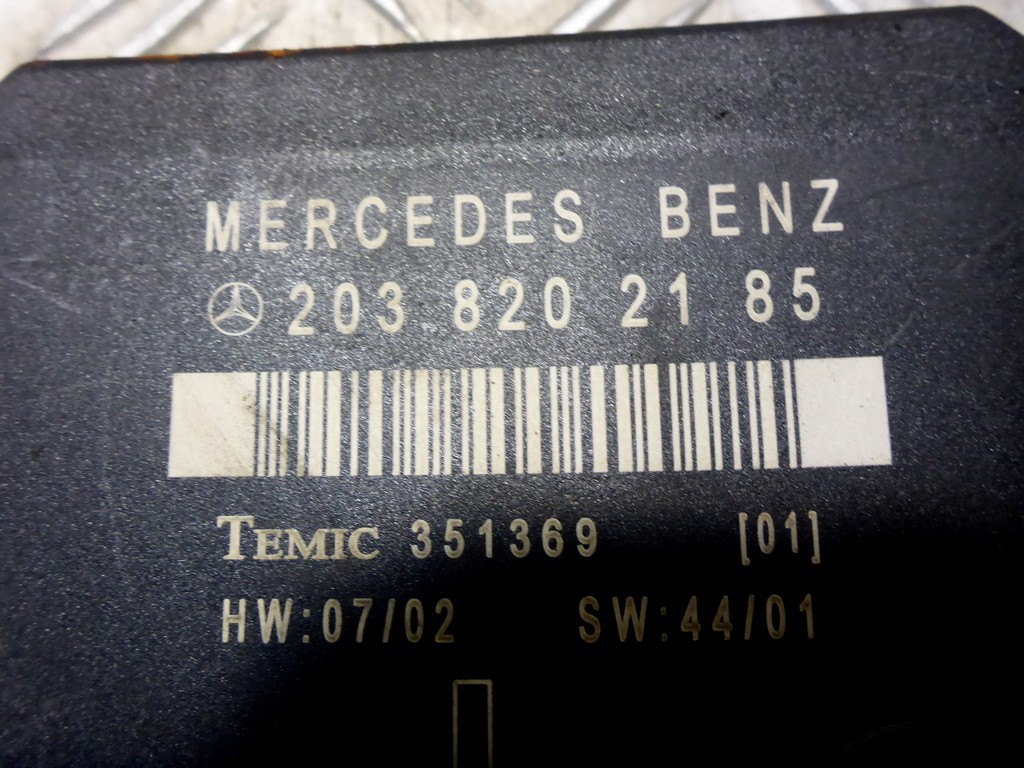 MERCEDES BENZ
203 820 21 85
TEMIC 351369 [01]
HW:07/02 SW:44/01